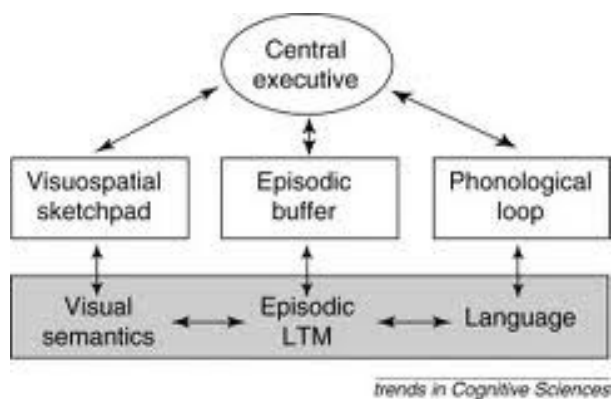 Central
executive
Visuospatial
sketchpad
Episodic
buffer
Phonological
loop
Visual
semantics
Episodic
LTM
Language
trends in Cognitive Sciences